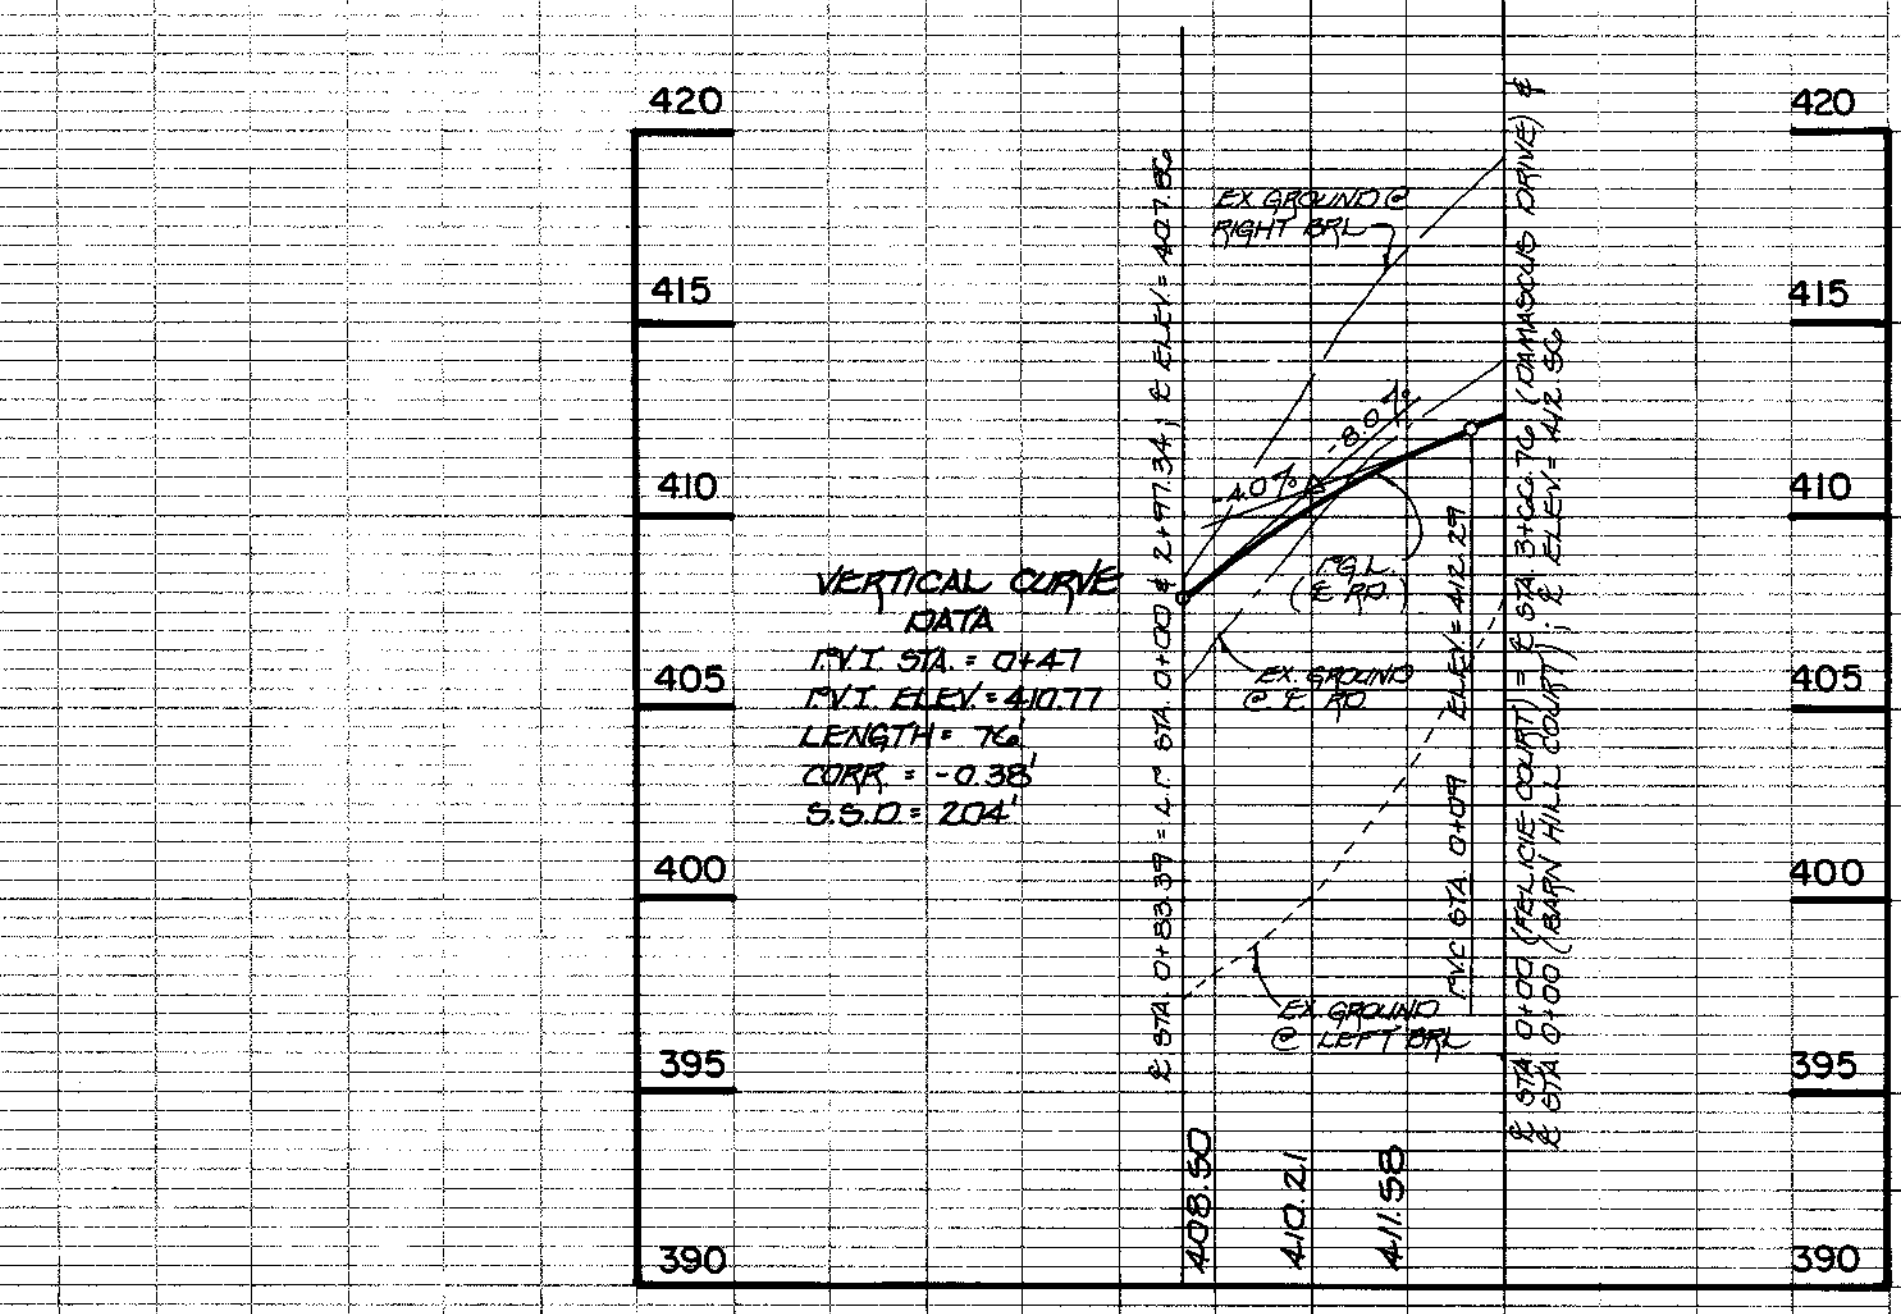 420
415
410
405
400
395
390
VERTICAL CURVE
DATA
P.V.I. STA. = 0+47
P.V.I. ELEV. = 410.77
LENGTH = 76'
CORR. = -0.38'
S.S.D. = 204'
℄ STA. 0+83.39 = L.P. STA. 0+00 & 2+97.34; ℄ ELEV = 407.86
EX GROUND @
RIGHT BRL
-4.0%
-8.0%
P.G.L.
(℄ RD.)
EX. GROUND
@ ℄ RD
EX. GROUND
@ LEFT BRL
PVC STA. 0+09 ELEV = 412.29
℄ STA 0+00 (FELICIE COURT) = ℄ STA. 3+66.76 (DAMASCUS DRIVE) &
℄ STA 0+00 (BARN HILL COURT); ℄ ELEV = 412.56
408.50
410.21
411.58
420
415
410
405
400
395
390